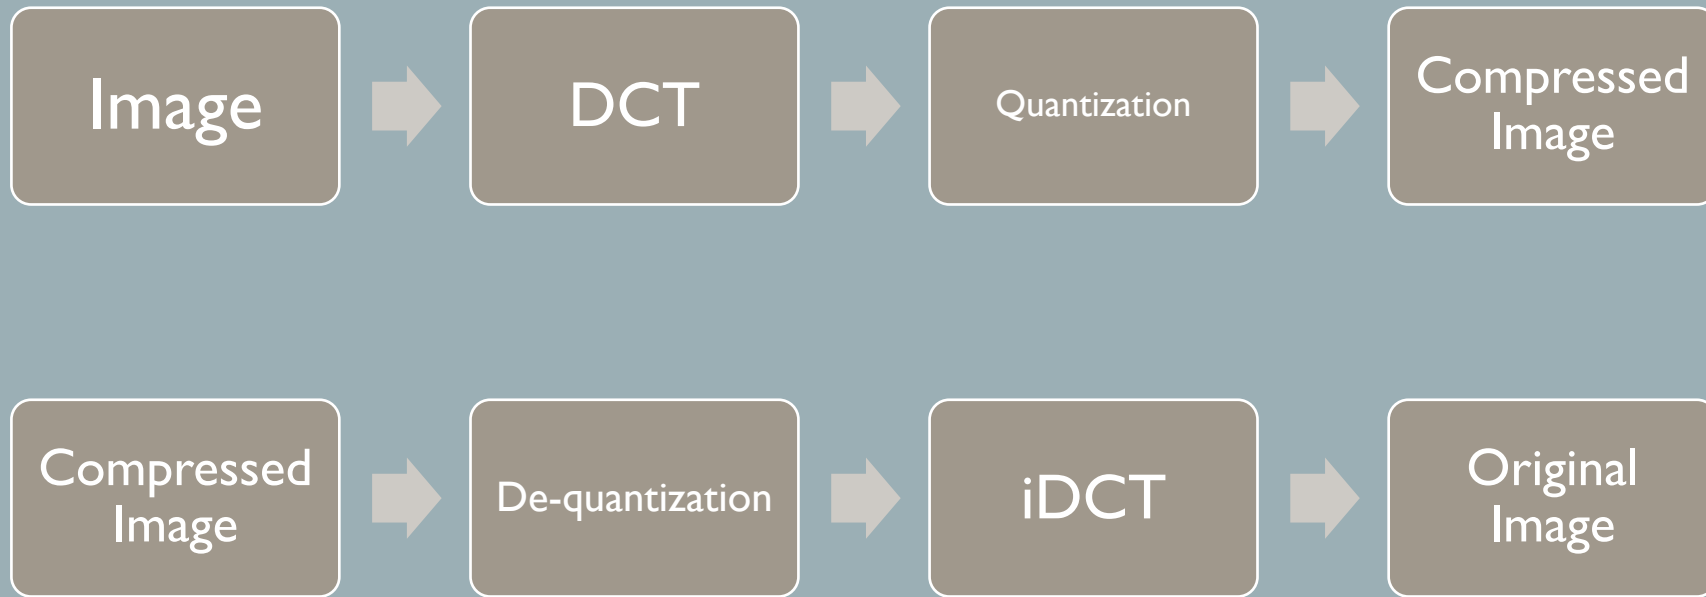 Image
DCT
Quantization
Compressed
Image
Compressed
Image
De-quantization
iDCT
Original
Image